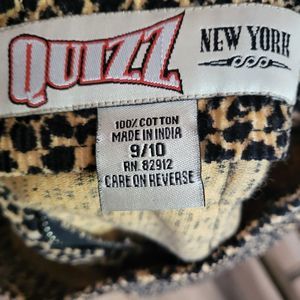 QUIZZ NEW YORK
100% COTTON
MADE IN INDIA
9/10
RN 82912
CARE ON REVERSE